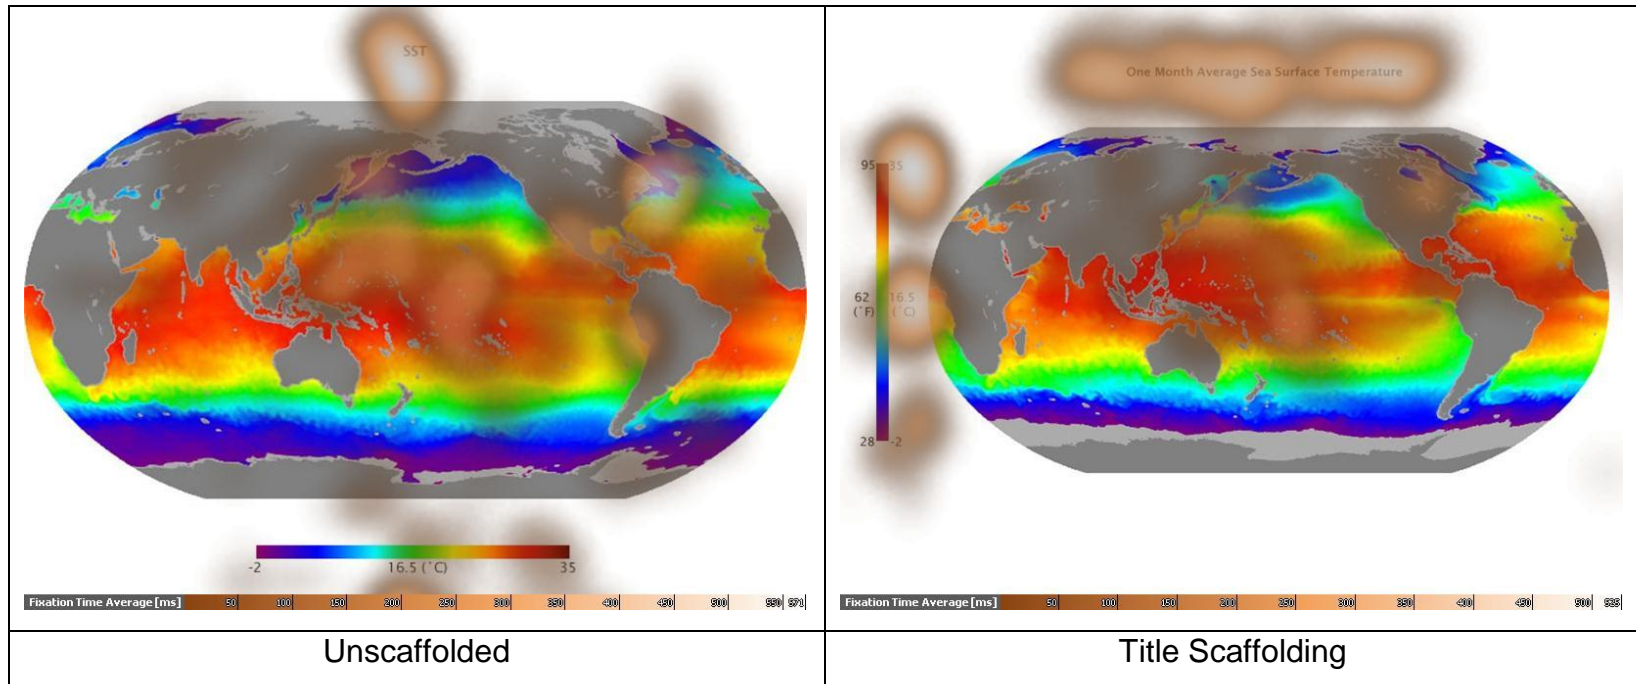 SST
-2 16.5 (˚C) 35
Fixation Time Average [ms] 50 100 150 200 250 300 350 400 450 500 550 571
Unscaffolded
One Month Average Sea Surface Temperature
95 35
62 16.5
(˚F) (˚C)
28 -2
Fixation Time Average [ms] 50 100 150 200 250 300 350 400 450 500 525
Title Scaffolding